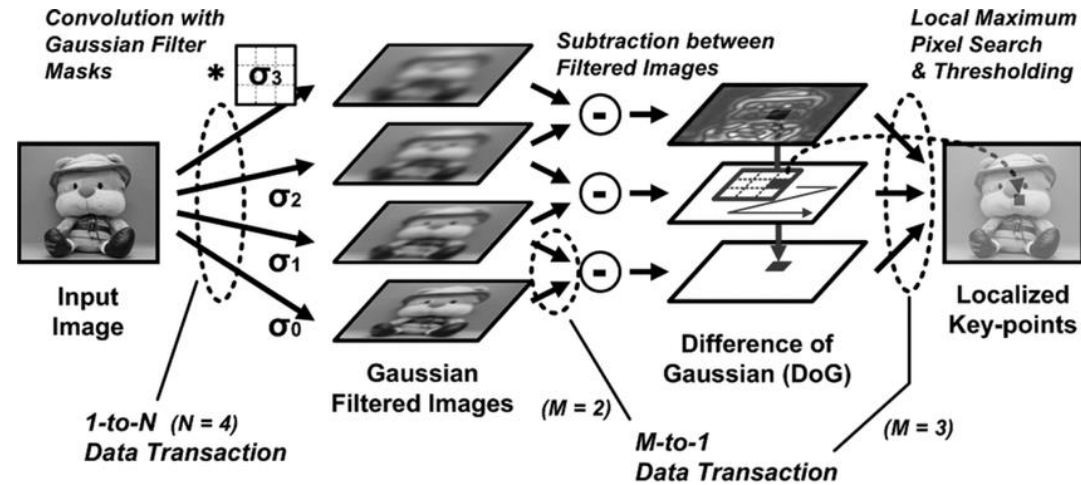 Convolution with
Gaussian Filter
Masks
*
σ3
Subtraction between
Filtered Images
Local Maximum
Pixel Search
& Thresholding
σ2
σ1
σ0
-
-
-
Input
Image
Gaussian
Filtered Images
Difference of
Gaussian (DoG)
Localized
Key-points
1-to-N (N = 4)
Data Transaction
(M = 2)
M-to-1
Data Transaction
(M = 3)